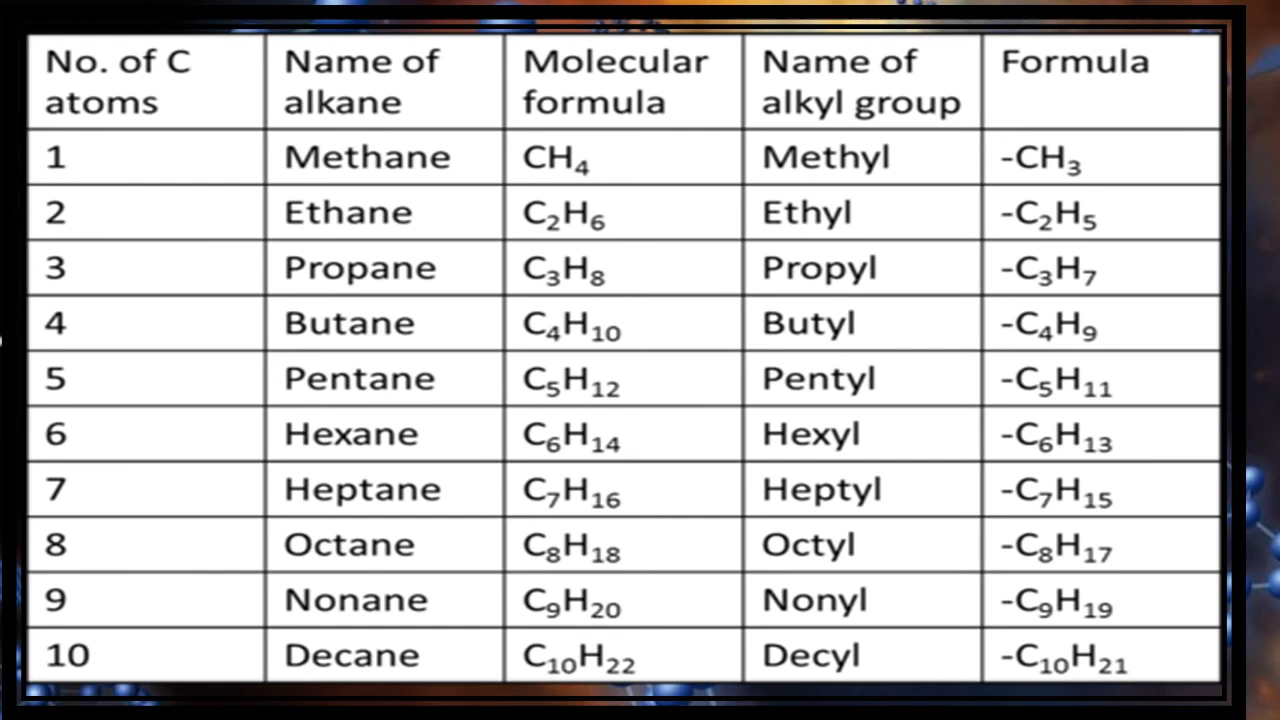 No. of C atoms	Name of alkane	Molecular formula	Name of alkyl group	Formula
1	Methane	CH₄	Methyl	-CH₃
2	Ethane	C₂H₆	Ethyl	-C₂H₅
3	Propane	C₃H₈	Propyl	-C₃H₇
4	Butane	C₄H₁₀	Butyl	-C₄H₉
5	Pentane	C₅H₁₂	Pentyl	-C₅H₁₁
6	Hexane	C₆H₁₄	Hexyl	-C₆H₁₃
7	Heptane	C₇H₁₆	Heptyl	-C₇H₁₅
8	Octane	C₈H₁₈	Octyl	-C₈H₁₇
9	Nonane	C₉H₂₀	Nonyl	-C₉H₁₉
10	Decane	C₁₀H₂₂	Decyl	-C₁₀H₂₁